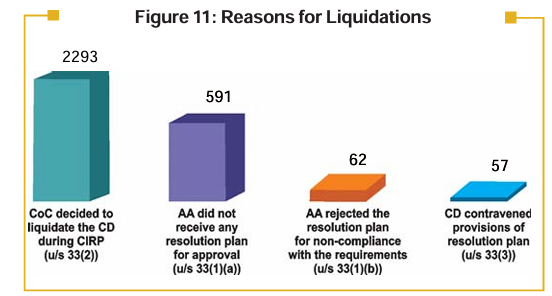 Figure 11: Reasons for Liquidations
2293
591
62
57
CoC decided to
liquidate the CD
during CIRP
(u/s 33(2))
AA did not
receive any
resolution plan
for approval
(u/s 33(1)(a))
AA rejected the
resolution plan
for non-compliance
with the requirements
(u/s 33(1)(b))
CD contravened
provisions of
resolution plan
(u/s 33(3))